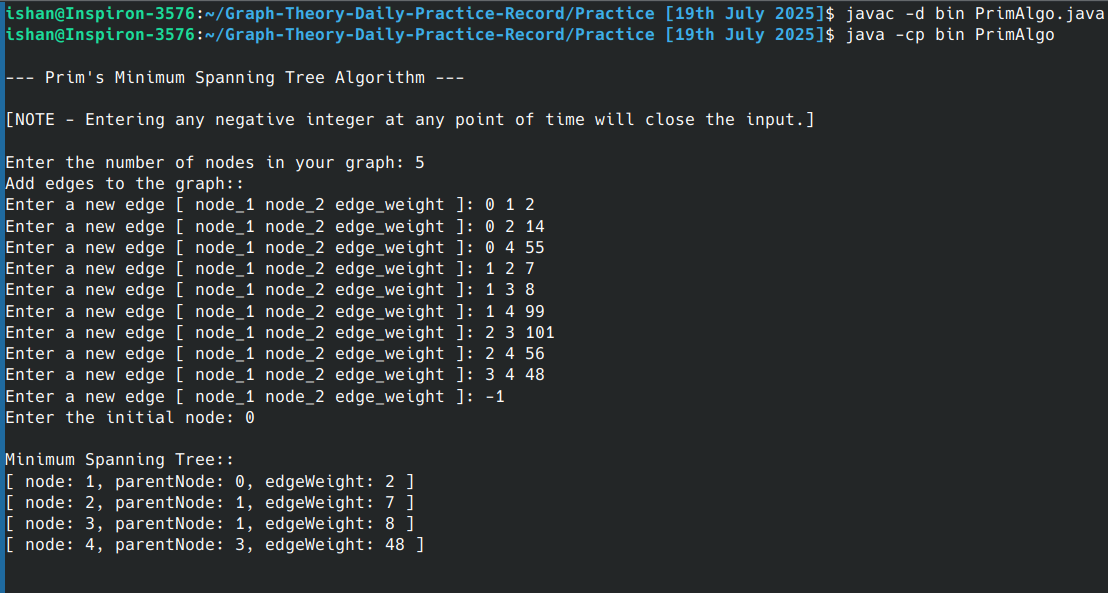 ishan@Inspiron-3576:~/Graph-Theory-Daily-Practice-Record/Practice [19th July 2025]$ javac -d bin PrimAlgo.java
ishan@Inspiron-3576:~/Graph-Theory-Daily-Practice-Record/Practice [19th July 2025]$ java -cp bin PrimAlgo
--- Prim's Minimum Spanning Tree Algorithm ---
[NOTE - Entering any negative integer at any point of time will close the input.]
Enter the number of nodes in your graph: 5
Add edges to the graph::
Enter a new edge [ node_1 node_2 edge_weight ]: 0 1 2
Enter a new edge [ node_1 node_2 edge_weight ]: 0 2 14
Enter a new edge [ node_1 node_2 edge_weight ]: 0 4 55
Enter a new edge [ node_1 node_2 edge_weight ]: 1 2 7
Enter a new edge [ node_1 node_2 edge_weight ]: 1 3 8
Enter a new edge [ node_1 node_2 edge_weight ]: 1 4 99
Enter a new edge [ node_1 node_2 edge_weight ]: 2 3 101
Enter a new edge [ node_1 node_2 edge_weight ]: 2 4 56
Enter a new edge [ node_1 node_2 edge_weight ]: 3 4 48
Enter a new edge [ node_1 node_2 edge_weight ]: -1
Enter the initial node: 0
Minimum Spanning Tree::
[ node: 1, parentNode: 0, edgeWeight: 2 ]
[ node: 2, parentNode: 1, edgeWeight: 7 ]
[ node: 3, parentNode: 1, edgeWeight: 8 ]
[ node: 4, parentNode: 3, edgeWeight: 48 ]